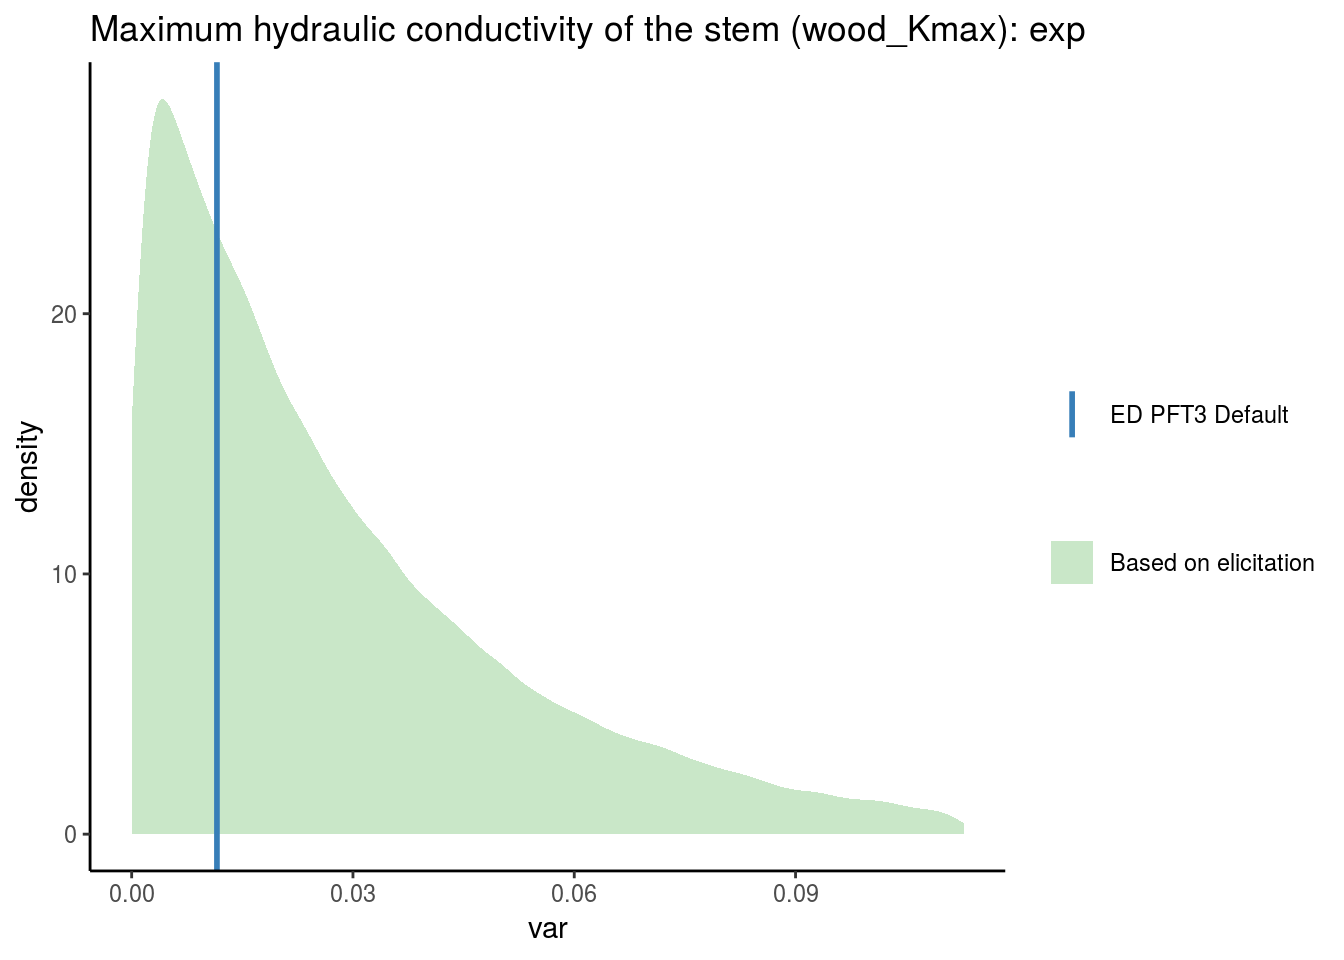 Maximum hydraulic conductivity of the stem (wood_Kmax): exp
20
10
0
density
0.00
0.03
0.06
0.09
var
ED PFT3 Default
Based on elicitation